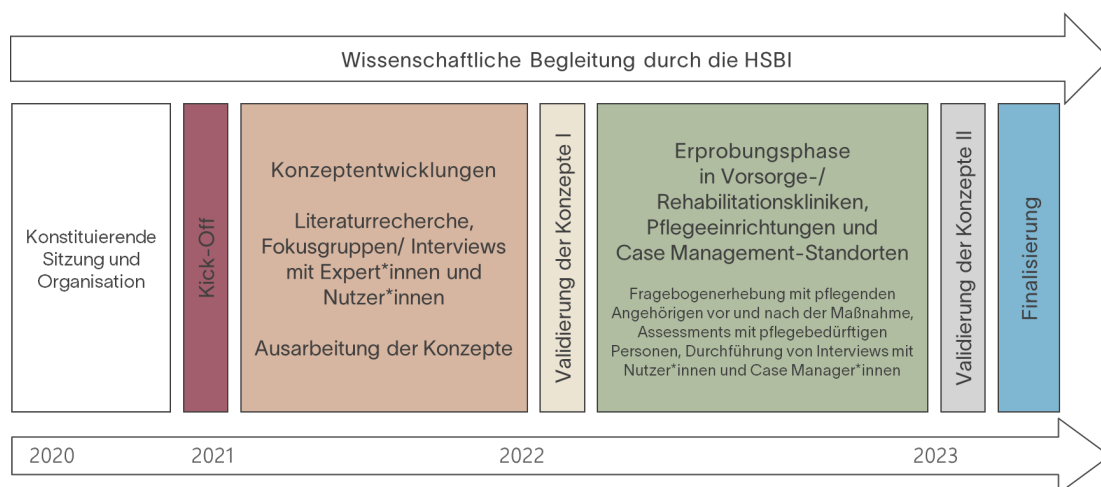 Wissenschaftliche Begleitung durch die HSBI
Konstituierende
Sitzung und
Organisation
Kick-Off
Konzeptentwicklungen
Literaturrecherche,
Fokusgruppen/ Interviews
mit Expert*innen und
Nutzer*innen
Ausarbeitung der Konzepte
Validierung der Konzepte I
Erprobungsphase
in Vorsorge-/
Rehabilitationskliniken,
Pflegeeinrichtungen und
Case Management-Standorten
Fragebogenerhebung mit pflegenden
Angehörigen vor und nach der Maßnahme,
Assessments mit pflegebedürftigen
Personen, Durchführung von Interviews mit
Nutzer*innen und Case Manager*innen
Validierung der Konzepte II
Finalisierung
2020 2021 2022 2023